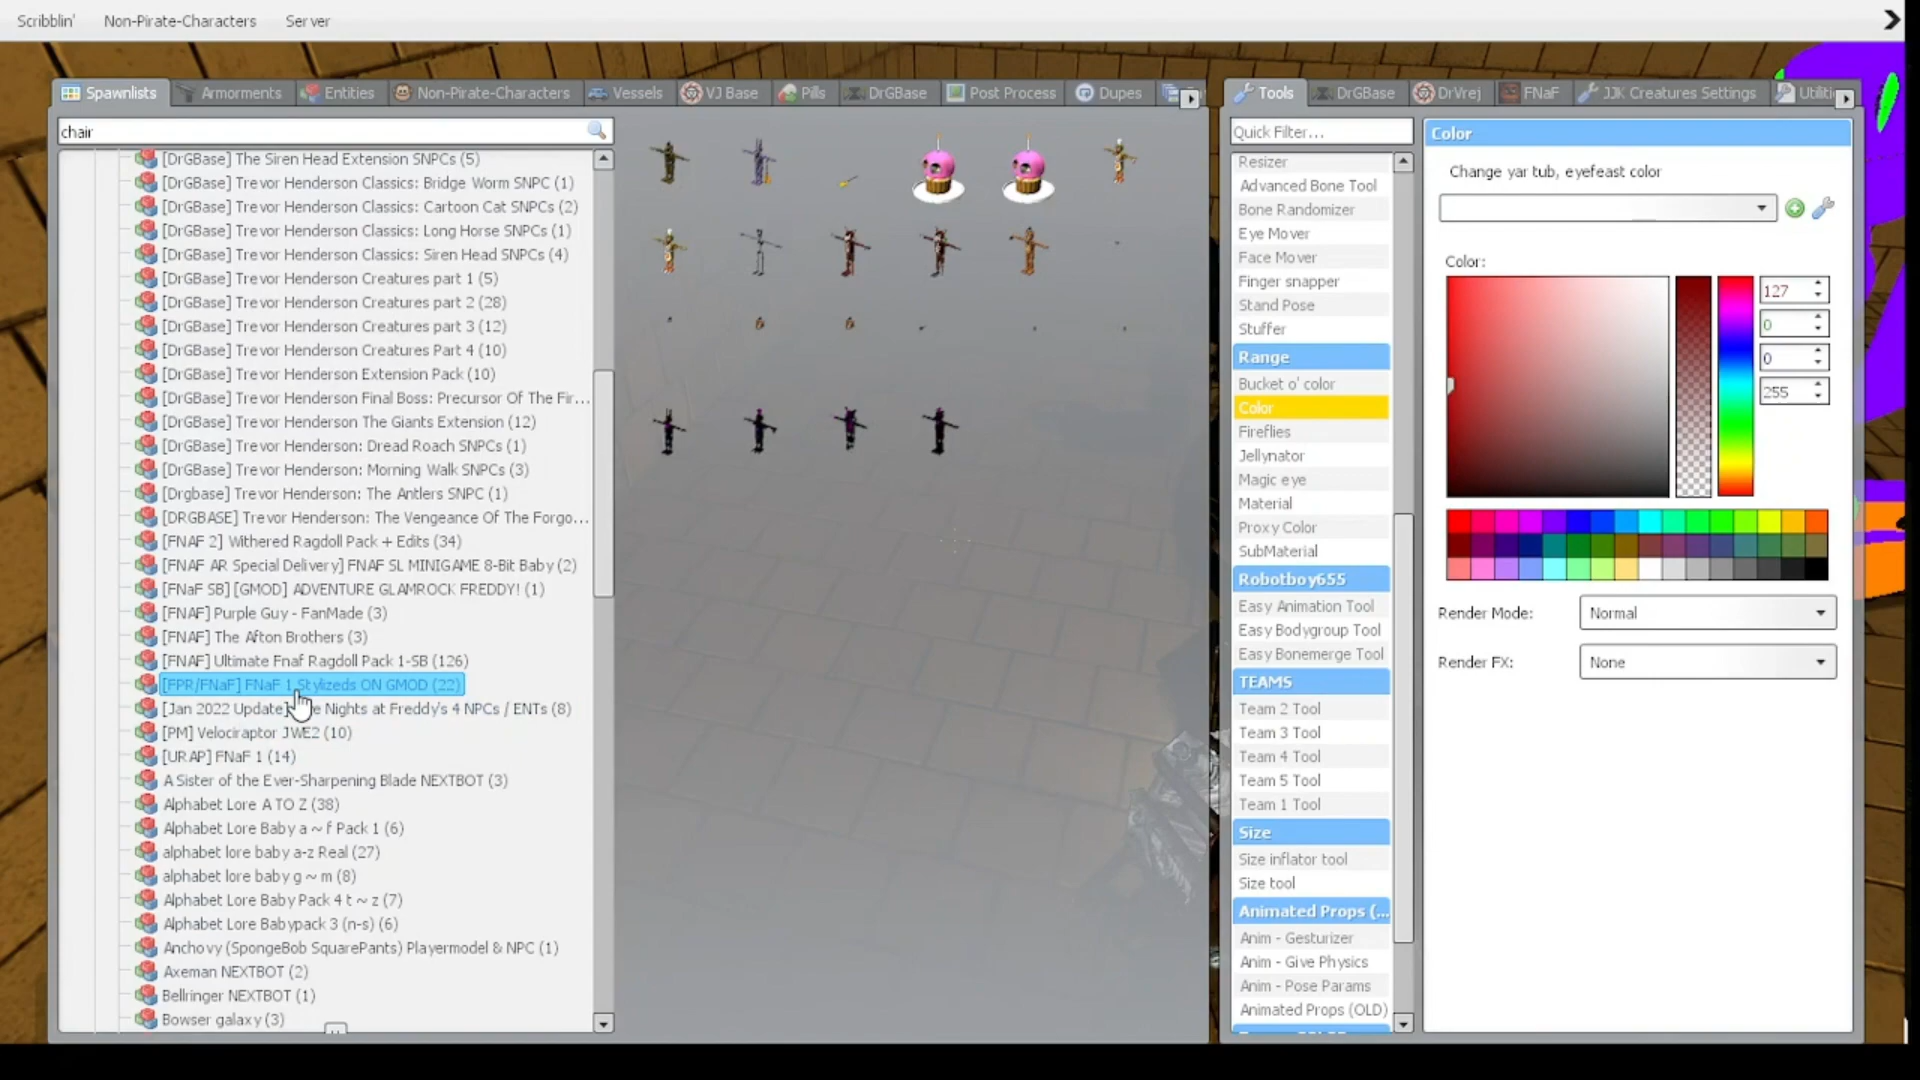 Scribblin' Non-Pirate-Characters Server
Spawnlists Armorments Entities Non-Pirate-Characters Vessels VJ Base Pills DrGBase Post Process Dupes
Tools DrGBase DrVrej FNaF JJK Creatures Settings Utiliti
chair
[DrGBase] The Siren Head Extension SNPCs (5)
[DrGBase] Trevor Henderson Classics: Bridge Worm SNPC (1)
[DrGBase] Trevor Henderson Classics: Cartoon Cat SNPCs (2)
[DrGBase] Trevor Henderson Classics: Long Horse SNPCs (1)
[DrGBase] Trevor Henderson Classics: Siren Head SNPCs (4)
[DrGBase] Trevor Henderson Creatures part 1 (5)
[DrGBase] Trevor Henderson Creatures part 2 (28)
[DrGBase] Trevor Henderson Creatures part 3 (12)
[DrGBase] Trevor Henderson Creatures Part 4 (10)
[DrGBase] Trevor Henderson Extension Pack (10)
[DrGBase] Trevor Henderson Final Boss: Precursor Of The Fir...
[DrGBase] Trevor Henderson The Giants Extension (12)
[DrGBase] Trevor Henderson: Dread Roach SNPCs (1)
[DrGBase] Trevor Henderson: Morning Walk SNPCs (3)
[Drgbase] Trevor Henderson: The Antlers SNPC (1)
[DRGBASE] Trevor Henderson: The Vengeance Of The Forgo...
[FNAF 2] Withered Ragdoll Pack + Edits (34)
[FNAF AR Special Delivery] FNAF SL MINIGAME 8-Bit Baby (2)
[FNaF SB] [GMOD] ADVENTURE GLAMROCK FREDDY! (1)
[FNAF] Purple Guy - FanMade (3)
[FNAF] The Afton Brothers (3)
[FNAF] Ultimate Fnaf Ragdoll Pack 1-SB (126)
[FPR/FNaF] FNaF 1 Stylizeds ON GMOD (22)
[Jan 2022 Update] Nights at Freddy's 4 NPCs / ENTs (8)
[PM] Velociraptor JWE2 (10)
[URAP] FNaF 1 (14)
A Sister of the Ever-Sharpening Blade NEXTBOT (3)
Alphabet Lore A TO Z (38)
Alphabet Lore Baby a ~ f Pack 1 (6)
alphabet lore baby a-z Real (27)
alphabet lore baby g ~ m (8)
Alphabet Lore Baby Pack 4 t ~ z (7)
Alphabet Lore Babypack 3 (n-s) (6)
Anchovy (SpongeBob SquarePants) Playermodel & NPC (1)
Axeman NEXTBOT (2)
Bellringer NEXTBOT (1)
Bowser galaxy (3)
Quick Filter...
Resizer
Advanced Bone Tool
Bone Randomizer
Eye Mover
Face Mover
Finger snapper
Stand Pose
Stuffer
Range
Bucket o' color
Color
Fireflies
Jellynator
Magic eye
Material
Proxy Color
SubMaterial
Robotboy655
Easy Animation Tool
Easy Bodygroup Tool
Easy Bonemerge Tool
TEAMS
Team 2 Tool
Team 3 Tool
Team 4 Tool
Team 5 Tool
Team 1 Tool
Size
Size inflator tool
Size tool
Animated Props (...
Anim - Gesturizer
Anim - Give Physics
Anim - Pose Params
Animated Props (OLD)
Color
Change yar tub, eyefeast color
Color:
127
0
0
255
Render Mode: Normal
Render FX: None